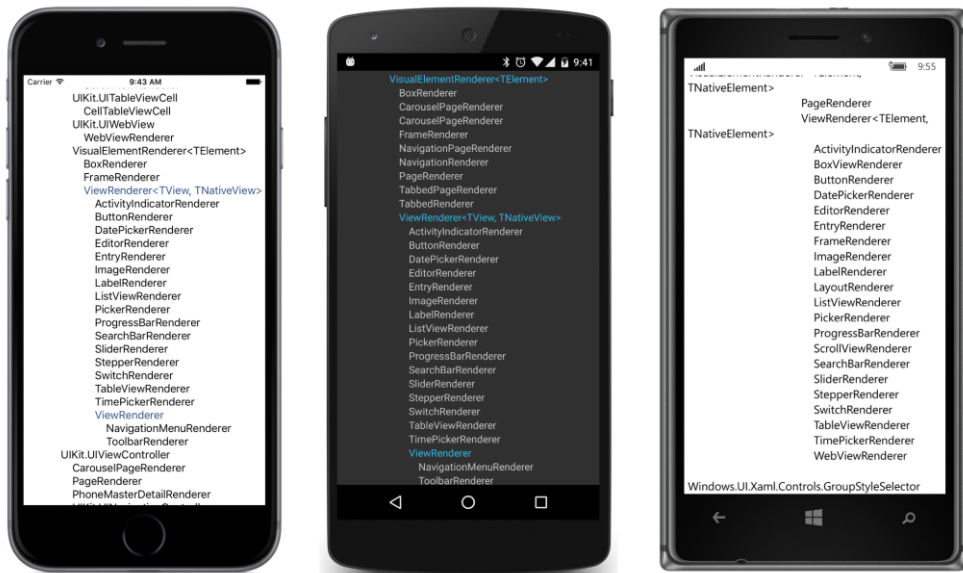 Carrier
9:43 AM
UIKit.UITableViewCell
CellTableViewCell
UIKit.UIWebView
WebViewRenderer
VisualElementRenderer<TElement>
BoxRenderer
FrameRenderer
ViewRenderer<TView, TNativeView>
ActivityIndicatorRenderer
ButtonRenderer
DatePickerRenderer
EditorRenderer
EntryRenderer
ImageRenderer
LabelRenderer
ListViewRenderer
PickerRenderer
ProgressBarRenderer
SearchBarRenderer
SliderRenderer
StepperRenderer
SwitchRenderer
TableViewRenderer
TimePickerRenderer
ViewRenderer
NavigationMenuRenderer
ToolbarRenderer
UIKit.UIViewController
CarouselPageRenderer
PageRenderer
PhoneMasterDetailRenderer
9:41
VisualElementRenderer<TElement>
BoxRenderer
CarouselPageRenderer
CarouselPageRenderer
FrameRenderer
NavigationPageRenderer
NavigationRenderer
PageRenderer
TabbedPageRenderer
TabbedRenderer
ViewRenderer<TView, TNativeView>
ActivityIndicatorRenderer
ButtonRenderer
DatePickerRenderer
EditorRenderer
EntryRenderer
ImageRenderer
LabelRenderer
ListViewRenderer
PickerRenderer
ProgressBarRenderer
SearchBarRenderer
SliderRenderer
StepperRenderer
SwitchRenderer
TableViewRenderer
TimePickerRenderer
ViewRenderer
NavigationMenuRenderer
ToolbarRenderer
9:55
TNativeElement>
PageRenderer
ViewRenderer<TElement,
TNativeElement>
ActivityIndicatorRenderer
BoxViewRenderer
ButtonRenderer
DatePickerRenderer
EditorRenderer
EntryRenderer
FrameRenderer
ImageRenderer
LabelRenderer
LayoutRenderer
ListViewRenderer
PickerRenderer
ProgressBarRenderer
ScrollViewRenderer
SearchBarRenderer
SliderRenderer
StepperRenderer
SwitchRenderer
TableViewRenderer
TimePickerRenderer
WebViewRenderer
Windows.UI.Xaml.Controls.GroupStyleSelector